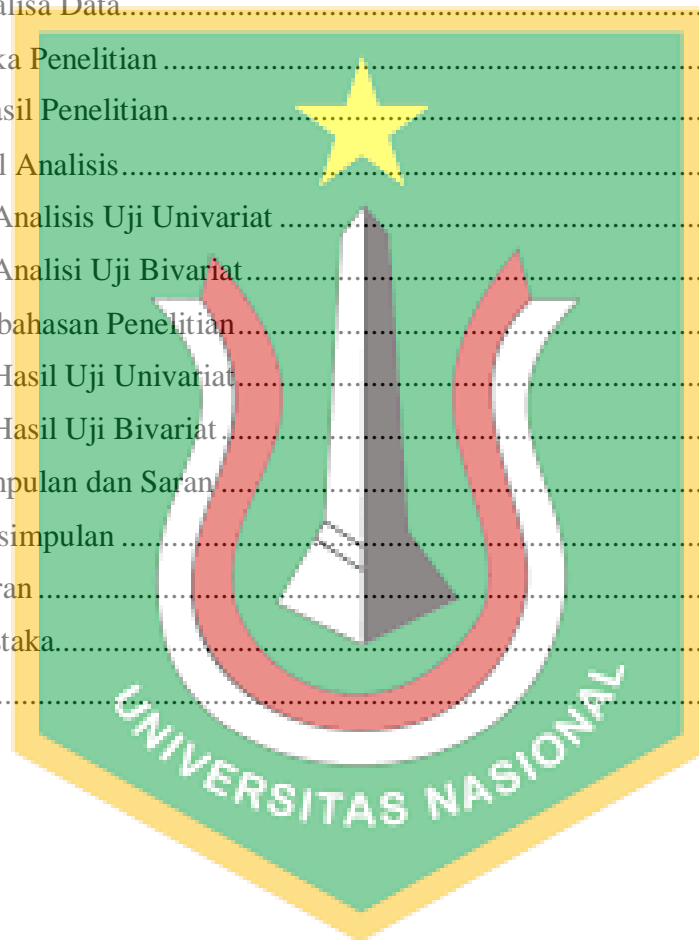 alisa Data..........
ka Penelitian ..........
asil Penelitian..........
l Analisis..........
Analisis Uji Univariat ..........
Analisi Uji Bivariat..........
bahasan Penelitian..........
Hasil Uji Univariat..........
Hasil Uji Bivariat ..........
npulan dan Saran ..........
simpulan ..........
ran ..........
taka..........
..........
UNIVERSITAS NASIONAL